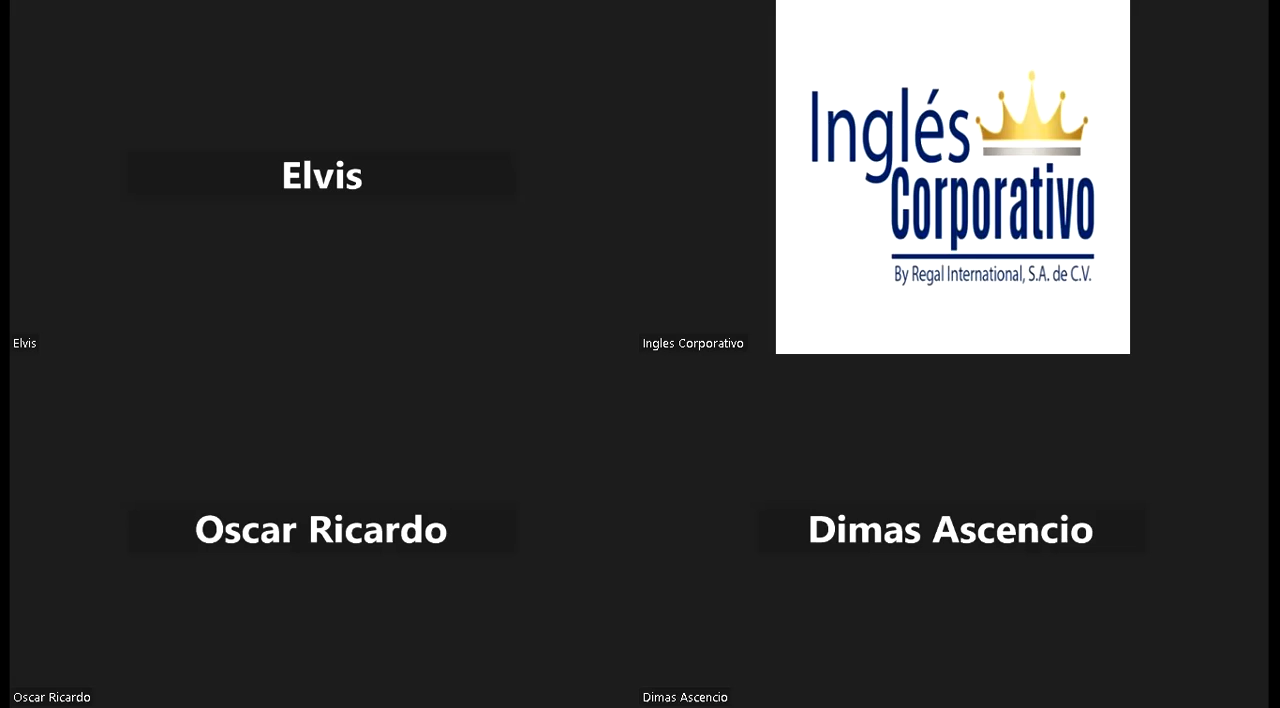 Elvis
Elvis
Inglés
Corporativo
By Regal International, S.A. de C.V.
Ingles Corporativo
Oscar Ricardo
Oscar Ricardo
Dimas Ascencio
Dimas Ascencio